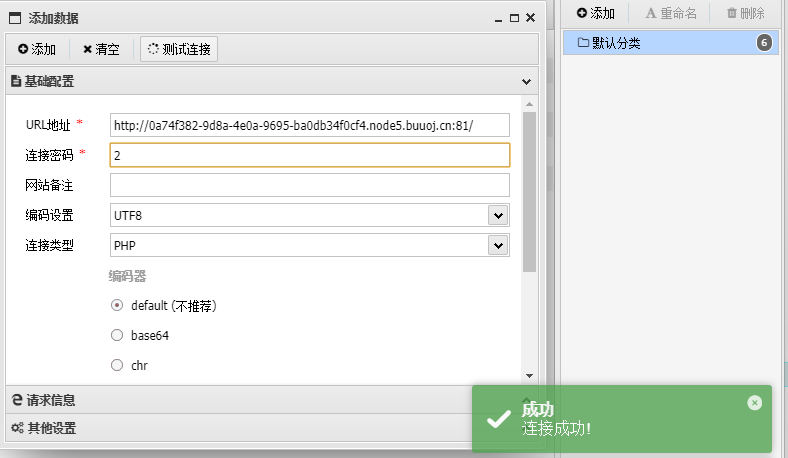 添加数据
添加 清空 测试连接
基础配置
URL地址 * http://0a74f382-9d8a-4e0a-9695-ba0db34f0cf4.node5.buuoj.cn:81/
连接密码 * 2
网站备注
编码设置 UTF8
连接类型 PHP
编码器
default (不推荐)
base64
chr
请求信息
其他设置
添加 重命名 删除
默认分类 6
成功
连接成功!